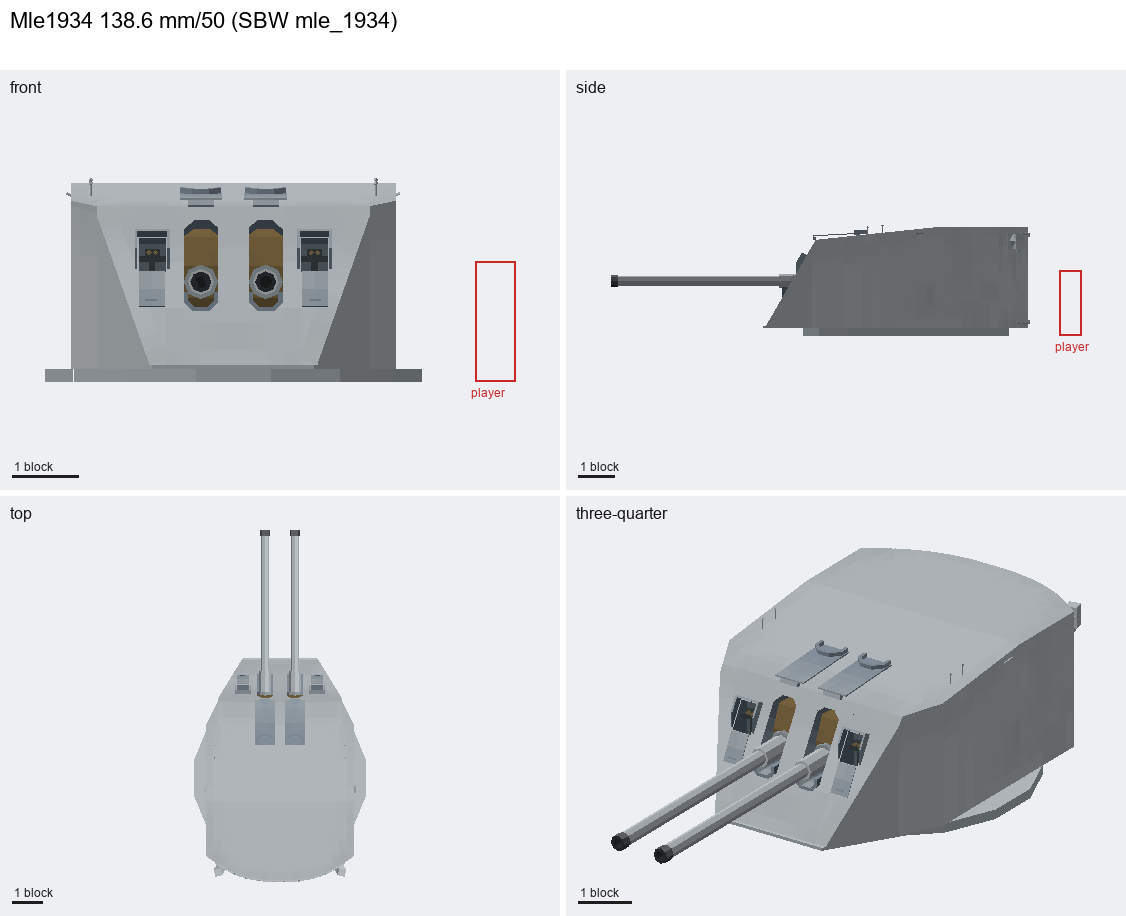 Mle1934 138.6 mm/50 (SBW mle_1934)
front
player
1 block
side
player
1 block
top
1 block
three-quarter
1 block